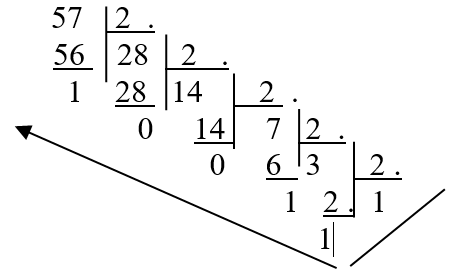 57 2 .
56 28 2 .
1 28 14 2 .
0 14 7 2 .
0 6 3 2 .
1 2 . 1
1